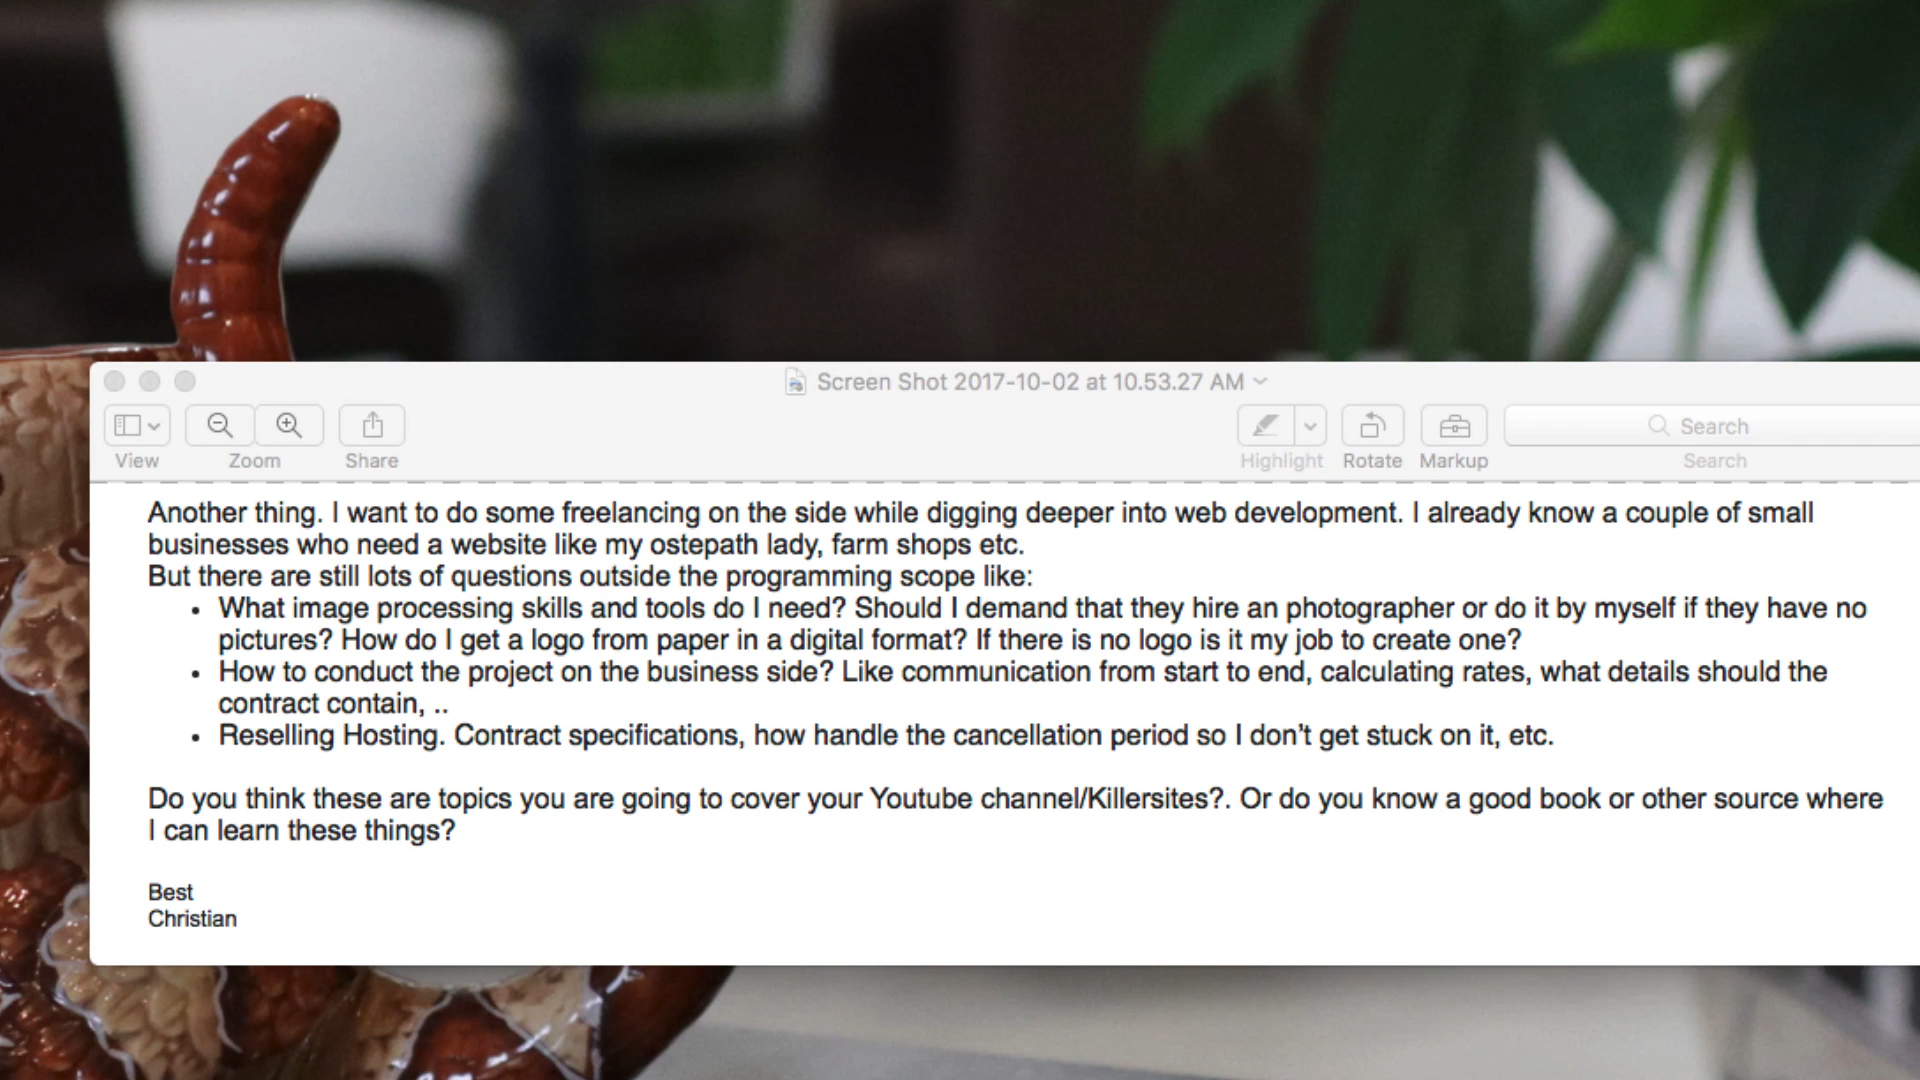 Screen Shot 2017-10-02 at 10.53.27 AM
View
Zoom
Share
Highlight
Rotate
Markup
Search
Search
Another thing. I want to do some freelancing on the side while digging deeper into web development. I already know a couple of small
businesses who need a website like my ostepath lady, farm shops etc.
But there are still lots of questions outside the programming scope like:
• What image processing skills and tools do I need? Should I demand that they hire an photographer or do it by myself if they have no
pictures? How do I get a logo from paper in a digital format? If there is no logo is it my job to create one?
• How to conduct the project on the business side? Like communication from start to end, calculating rates, what details should the
contract contain, ..
• Reselling Hosting. Contract specifications, how handle the cancellation period so I don’t get stuck on it, etc.
Do you think these are topics you are going to cover your Youtube channel/Killersites?. Or do you know a good book or other source where
I can learn these things?
Best
Christian